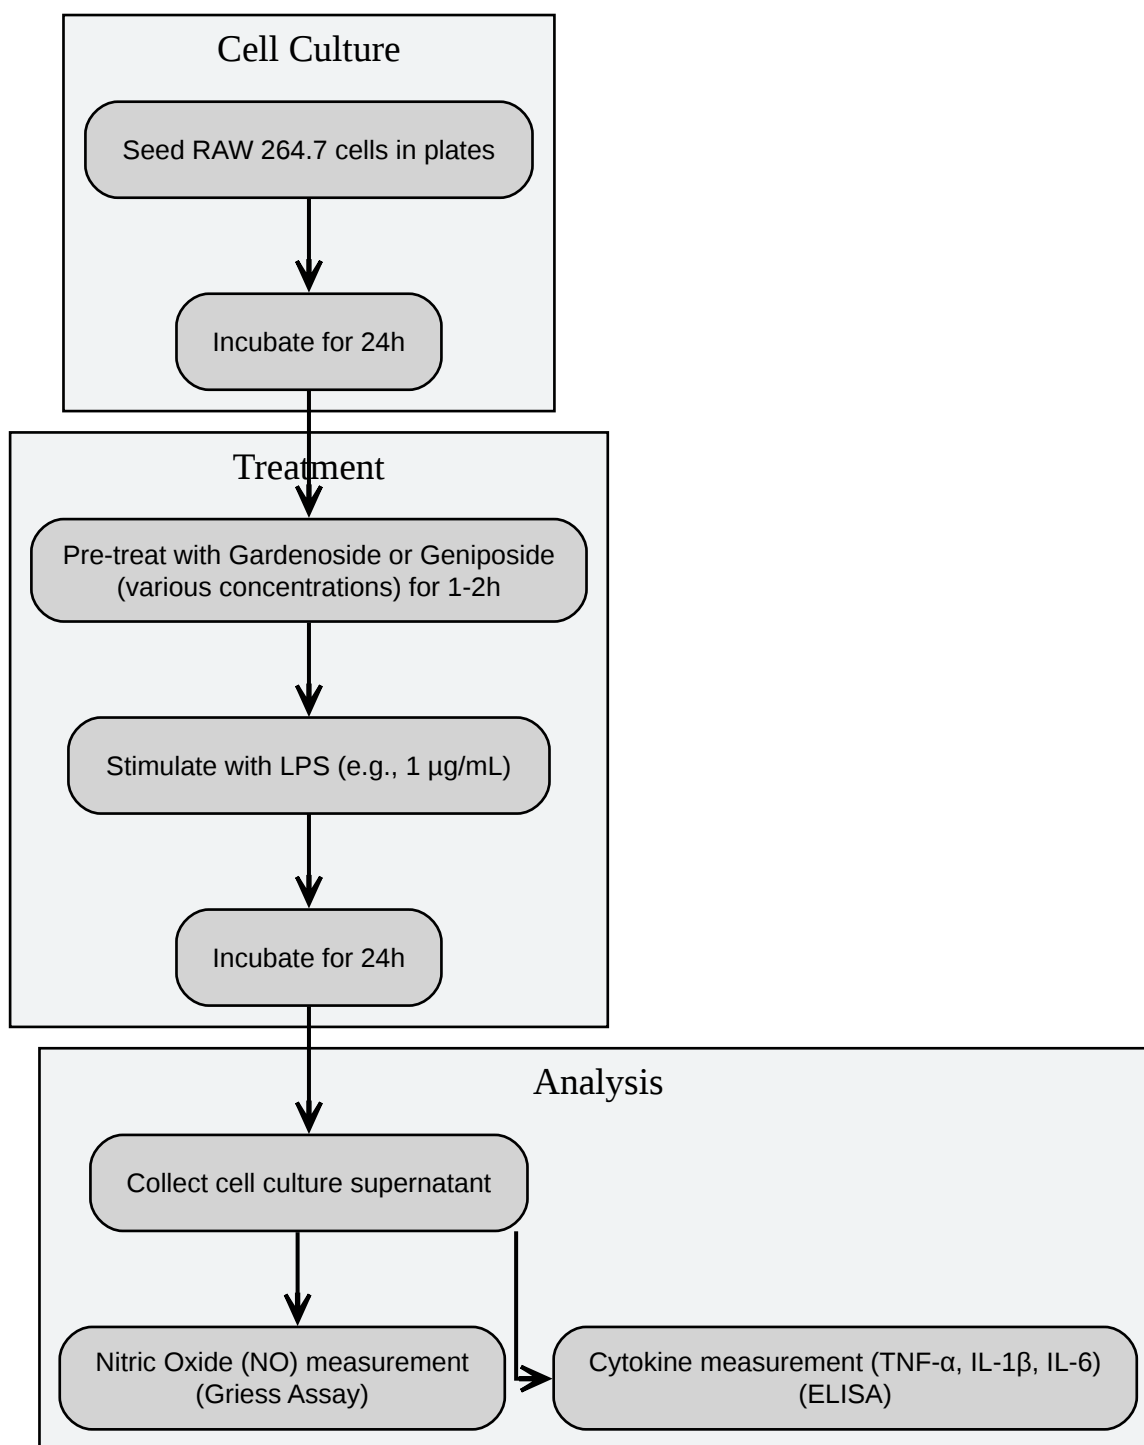 Cell Culture
Seed RAW 264.7 cells in plates
Incubate for 24h
Treatment
Pre-treat with Gardenoside or Geniposide
(various concentrations) for 1-2h
Stimulate with LPS (e.g., 1 µg/mL)
Incubate for 24h
Analysis
Collect cell culture supernatant
Nitric Oxide (NO) measurement
(Griess Assay)
Cytokine measurement (TNF-α, IL-1β, IL-6)
(ELISA)